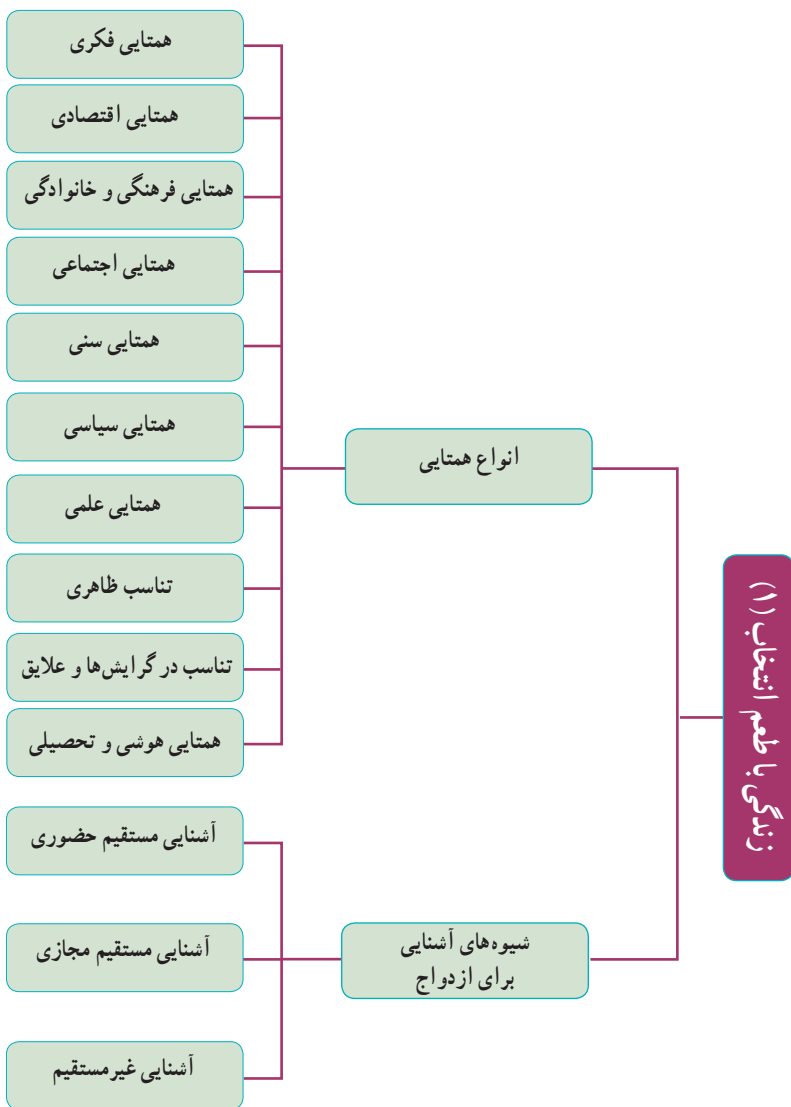 زندگی با طعم انتخاب (۱)
انواع همتایی
همتایی فکری
همتایی اقتصادی
همتایی فرهنگی و خانوادگی
همتایی اجتماعی
همتایی سنی
همتایی سیاسی
همتایی علمی
تناسب ظاهری
تناسب در گرایش‌ها و علایق
همتایی هوشی و تحصیلی
شیوه‌های آشنایی
برای ازدواج
آشنایی مستقیم حضوری
آشنایی مستقیم مجازی
آشنایی غیرمستقیم